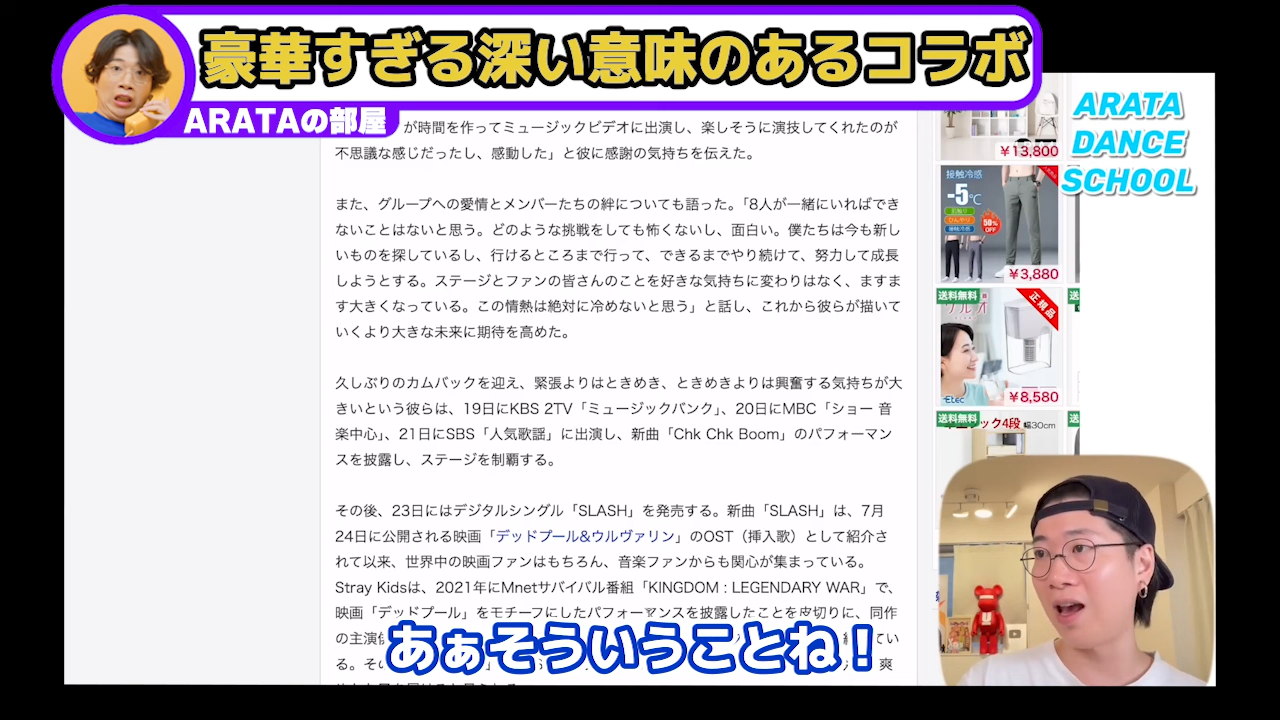 豪華すぎる深い意味のあるコラボ
ARATAの部屋
ARATA
DANCE
SCHOOL
が時間を作ってミュージックビデオに出演し、楽しそうに演技してくれたのが
不思議な感じだったし、感動した」と彼に感謝の気持ちを伝えた。
また、グループへの愛情とメンバーたちの絆についても語った。「8人が一緒にいればでき
ないことはないと思う。どのような挑戦をしても怖くないし、面白い。僕たちは今も新し
いものを探しているし、行けるところまで行って、できるまでやり続けて、努力して成長
しようとする。ステージとファンの皆さんのことを好きな気持ちに変わりはなく、ますま
す大きくなっている。この情熱は絶対に冷めないと思う」と話し、これから彼らが描いて
いくより大きな未来に期待を高めた。
久しぶりのカムバックを迎え、緊張よりはときめき、ときめきよりは興奮する気持ちが大
きいという彼らは、19日にKBS 2TV「ミュージックバンク」、20日にMBC「ショー 音
楽中心」、21日にSBS「人気歌謡」に出演し、新曲「Chk Chk Boom」のパフォーマン
スを披露し、ステージを制覇する。
その後、23日にはデジタルシングル「SLASH」を発売する。新曲「SLASH」は、7月
24日に公開される映画「デッドプール&ウルヴァリン」のOST（挿入歌）として紹介さ
れて以来、世界中の映画ファンはもちろん、音楽ファンからも関心が集まっている。
Stray Kidsは、2021年にMnetサバイバル番組「KINGDOM : LEGENDARY WAR」で、
映画「デッドプール」をモチーフにしたパフォーマンスを披露したことを皮切りに、同作
の主演
る。そ
爽
￥13,800
接触冷感
-5℃
50%
OFF
接触冷感
￥3,880
送料無料
正規品
送
Etec
￥8,580
送料無料
ック4段 幅30cm
送
あぁそういうことね！